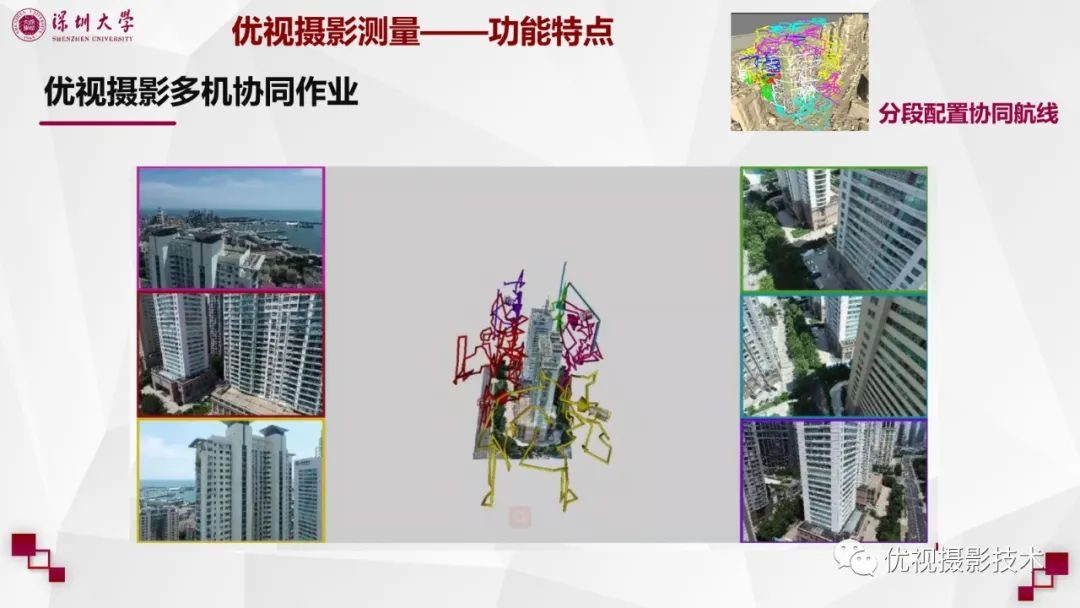 深圳大学
SHENZHEN UNIVERSITY
优视摄影测量——功能特点
优视摄影多机协同作业
分段配置协同航线
优视摄影技术